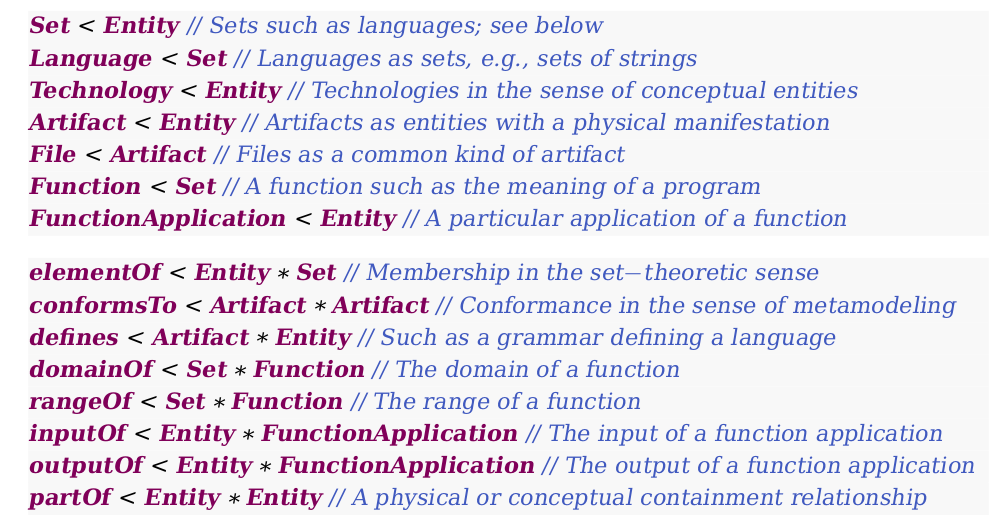 Set < Entity // Sets such as languages; see below
Language < Set // Languages as sets, e.g., sets of strings
Technology < Entity // Technologies in the sense of conceptual entities
Artifact < Entity // Artifacts as entities with a physical manifestation
File < Artifact // Files as a common kind of artifact
Function < Set // A function such as the meaning of a program
FunctionApplication < Entity // A particular application of a function
elementOf < Entity * Set // Membership in the set−theoretic sense
conformsTo < Artifact * Artifact // Conformance in the sense of metamodeling
defines < Artifact * Entity // Such as a grammar defining a language
domainOf < Set * Function // The domain of a function
rangeOf < Set * Function // The range of a function
inputOf < Entity * FunctionApplication // The input of a function application
outputOf < Entity * FunctionApplication // The output of a function application
partOf < Entity * Entity // A physical or conceptual containment relationship